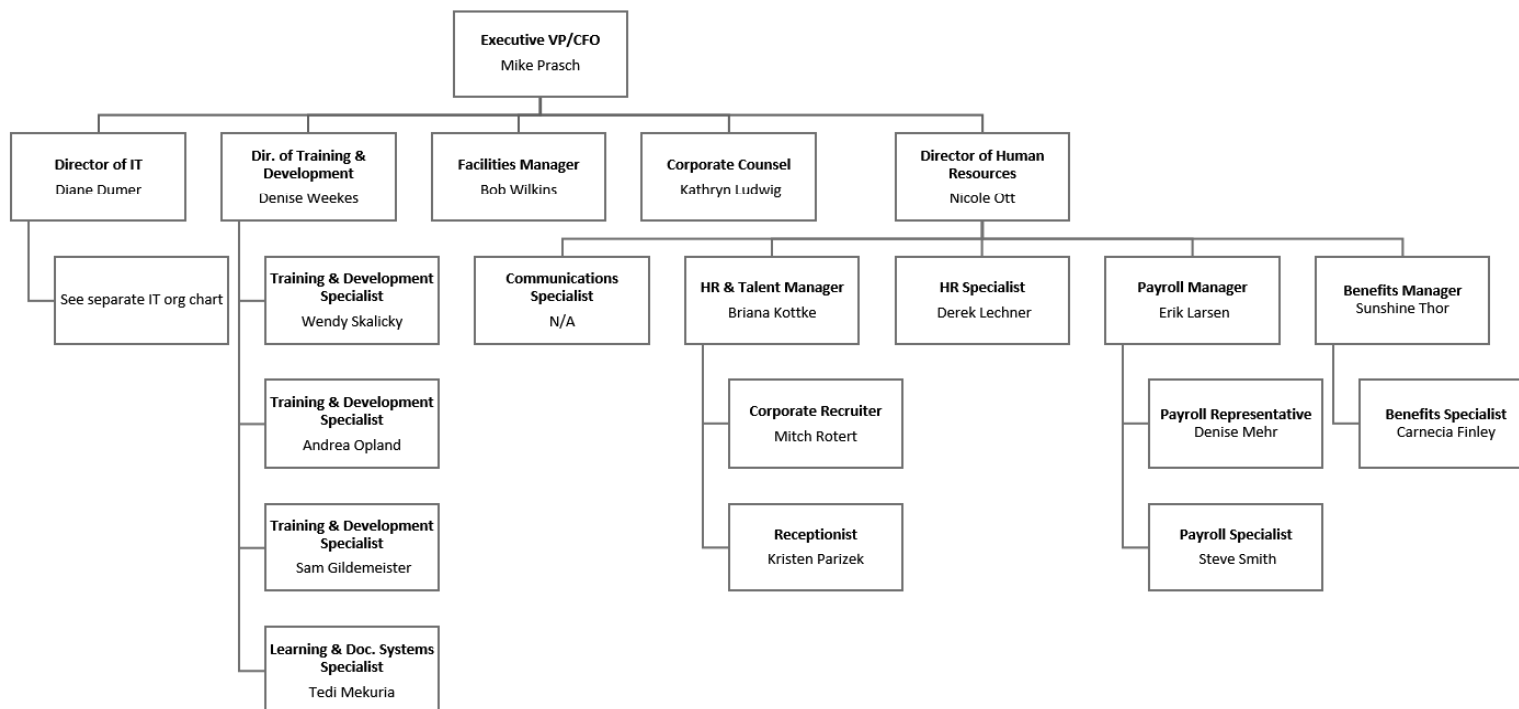 Executive VP/CFO
Mike Prasch
Director of IT
Diane Dumer
Dir. of Training &
Development
Denise Weekes
Facilities Manager
Bob Wilkins
Corporate Counsel
Kathryn Ludwig
Director of Human
Resources
Nicole Ott
See separate IT org chart
Training & Development
Specialist
Wendy Skalicky
Communications
Specialist
N/A
HR & Talent Manager
Briana Kottke
HR Specialist
Derek Lechner
Payroll Manager
Erik Larsen
Benefits Manager
Sunshine Thor
Training & Development
Specialist
Andrea Opland
Corporate Recruiter
Mitch Rotert
Payroll Representative
Denise Mehr
Benefits Specialist
Carnecia Finley
Training & Development
Specialist
Sam Gildemeister
Receptionist
Kristen Parizek
Payroll Specialist
Steve Smith
Learning & Doc. Systems
Specialist
Tedi Mekuria